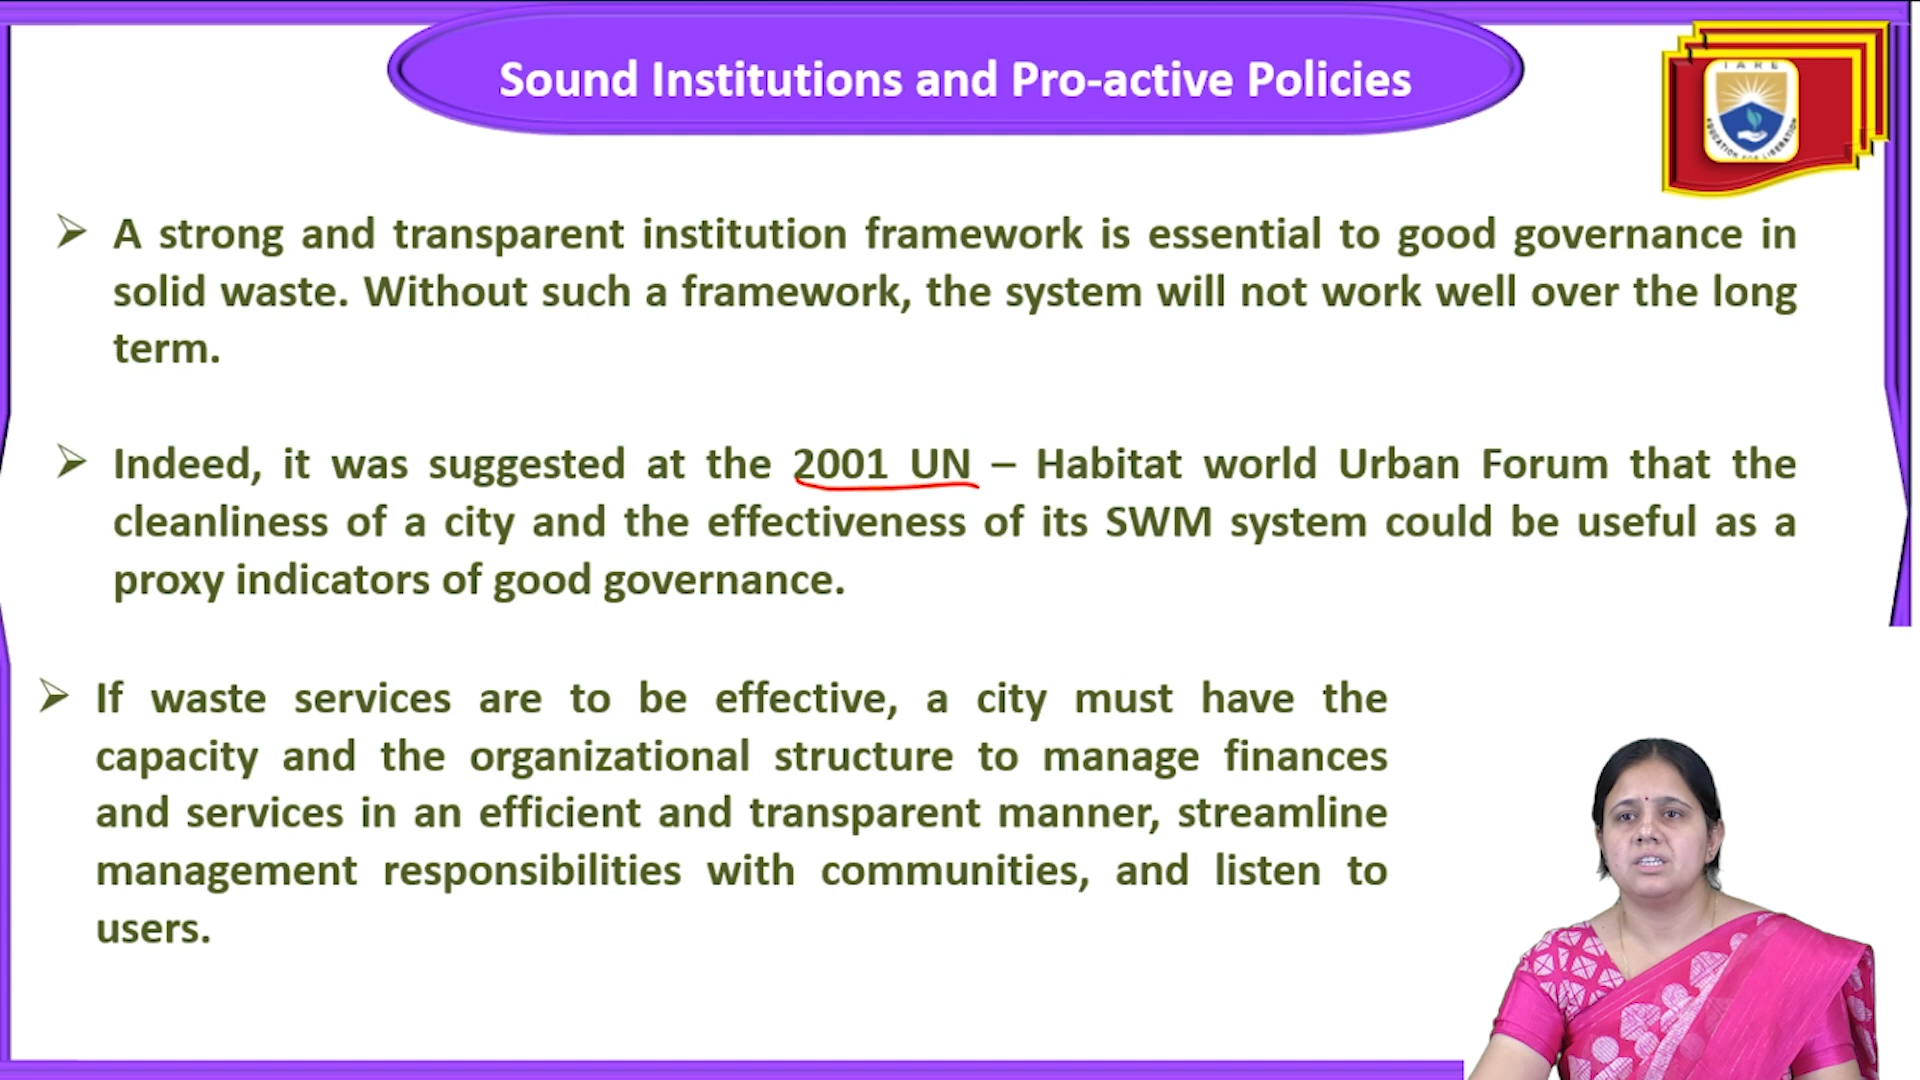 Sound Institutions and Pro-active Policies
IARE
EDUCATION FOR LIBERATION
A strong and transparent institution framework is essential to good governance in
solid waste. Without such a framework, the system will not work well over the long
term.
Indeed, it was suggested at the 2001 UN – Habitat world Urban Forum that the
cleanliness of a city and the effectiveness of its SWM system could be useful as a
proxy indicators of good governance.
If waste services are to be effective, a city must have the
capacity and the organizational structure to manage finances
and services in an efficient and transparent manner, streamline
management responsibilities with communities, and listen to
users.